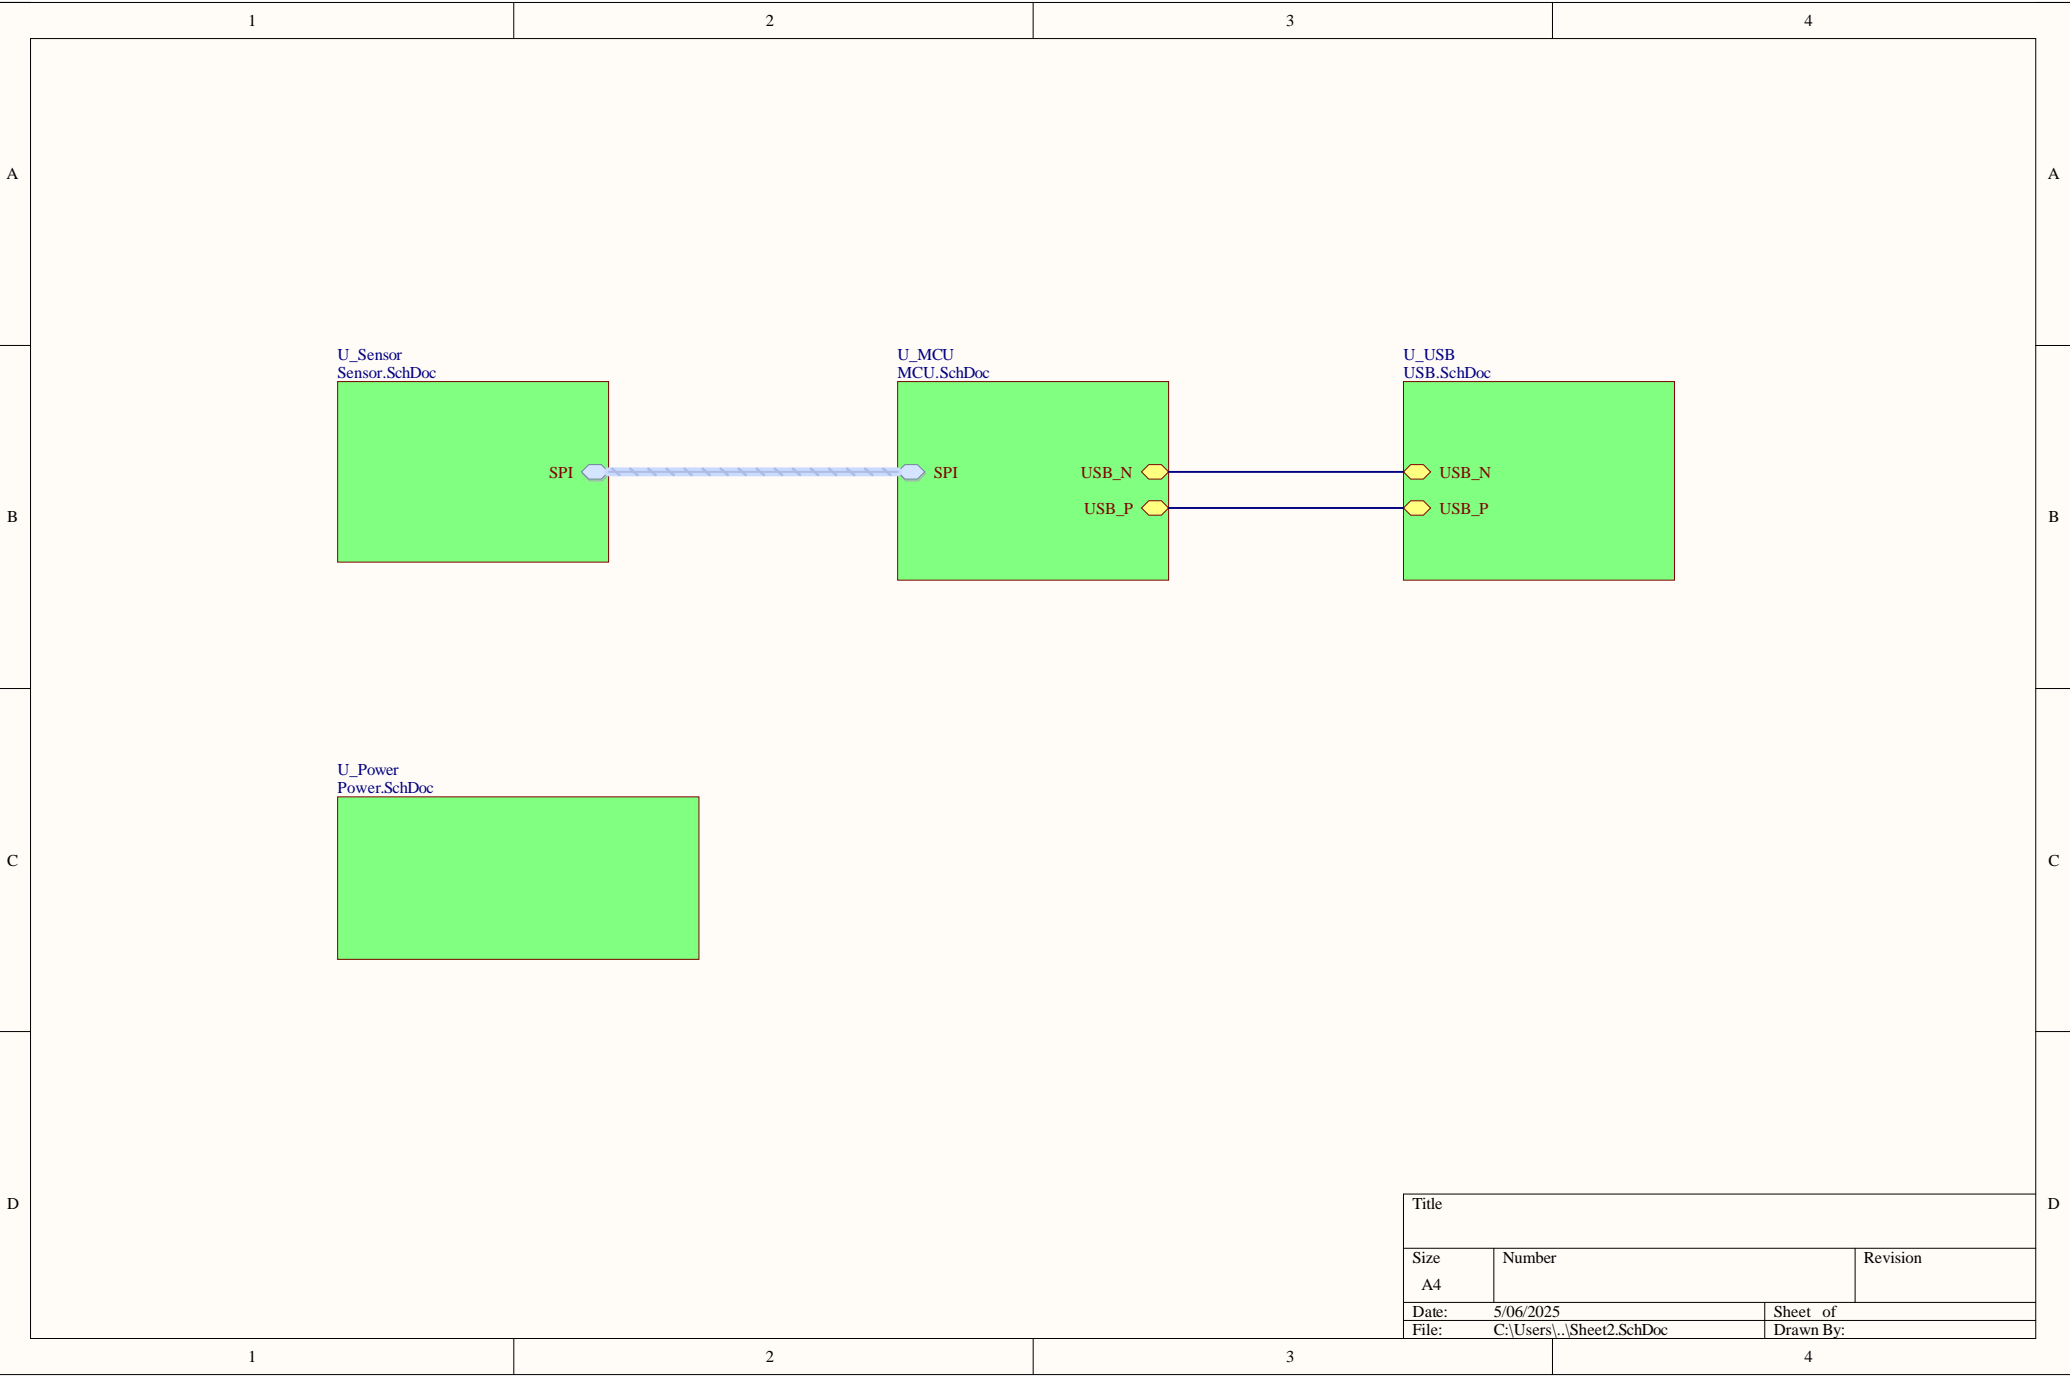 1 2 3 4
A A
U_Sensor U_MCU U_USB
Sensor.SchDoc MCU.SchDoc USB.SchDoc
SPI SPI USB_N USB_N
USB_P USB_P
B B
U_Power
Power.SchDoc
C C
D D
Title
Size Number Revision
A4
Date: 5/06/2025 Sheet of
File: C:\Users\..\Sheet2.SchDoc Drawn By:
1 2 3 4